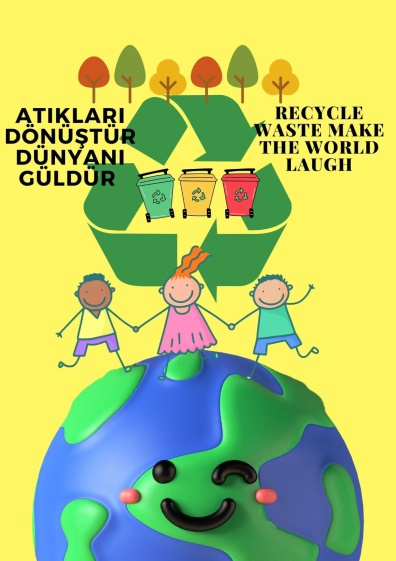 ATIKLARI
DÖNÜŞTÜR
DÜNYANI
GÜLDÜR
RECYCLE
WASTE MAKE
THE WORLD
LAUGH